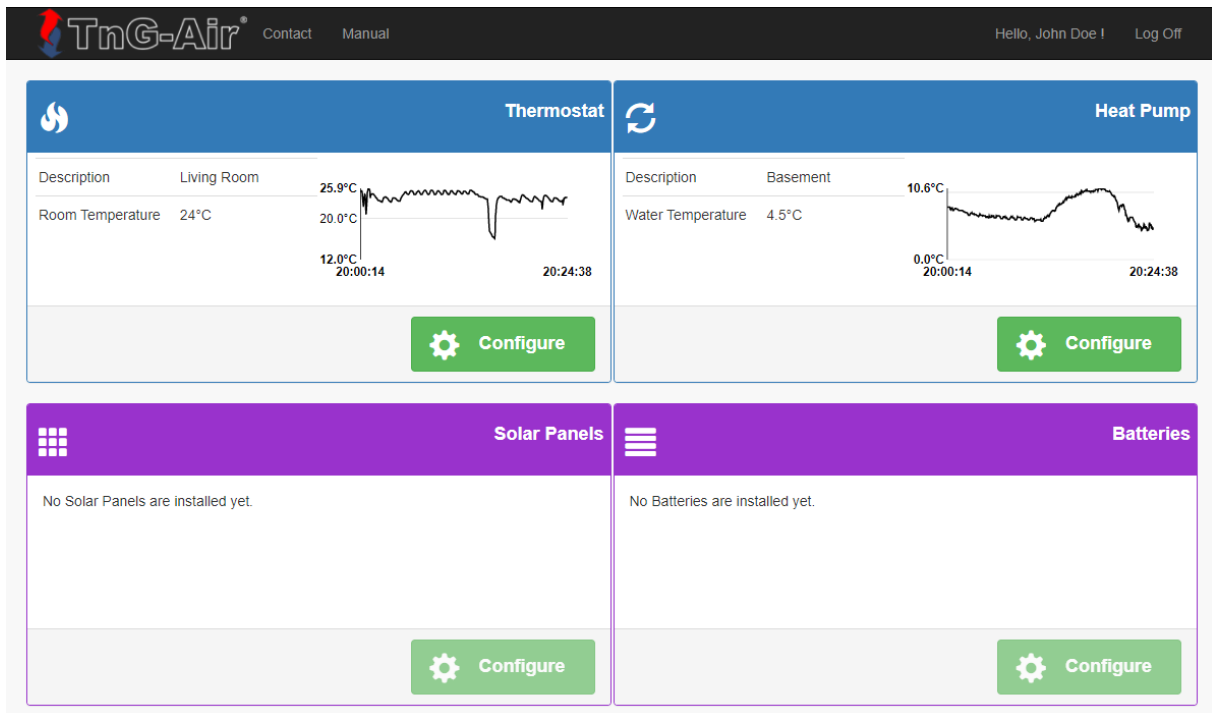 TnG-Air® Contact Manual Hello, John Doe ! Log Off
Thermostat
Description Living Room
Room Temperature 24°C
25.9°C
20.0°C
12.0°C
20:00:14 20:24:38
Configure
Heat Pump
Description Basement
Water Temperature 4.5°C
10.6°C
0.0°C
20:00:14 20:24:38
Configure
Solar Panels
No Solar Panels are installed yet.
Configure
Batteries
No Batteries are installed yet.
Configure